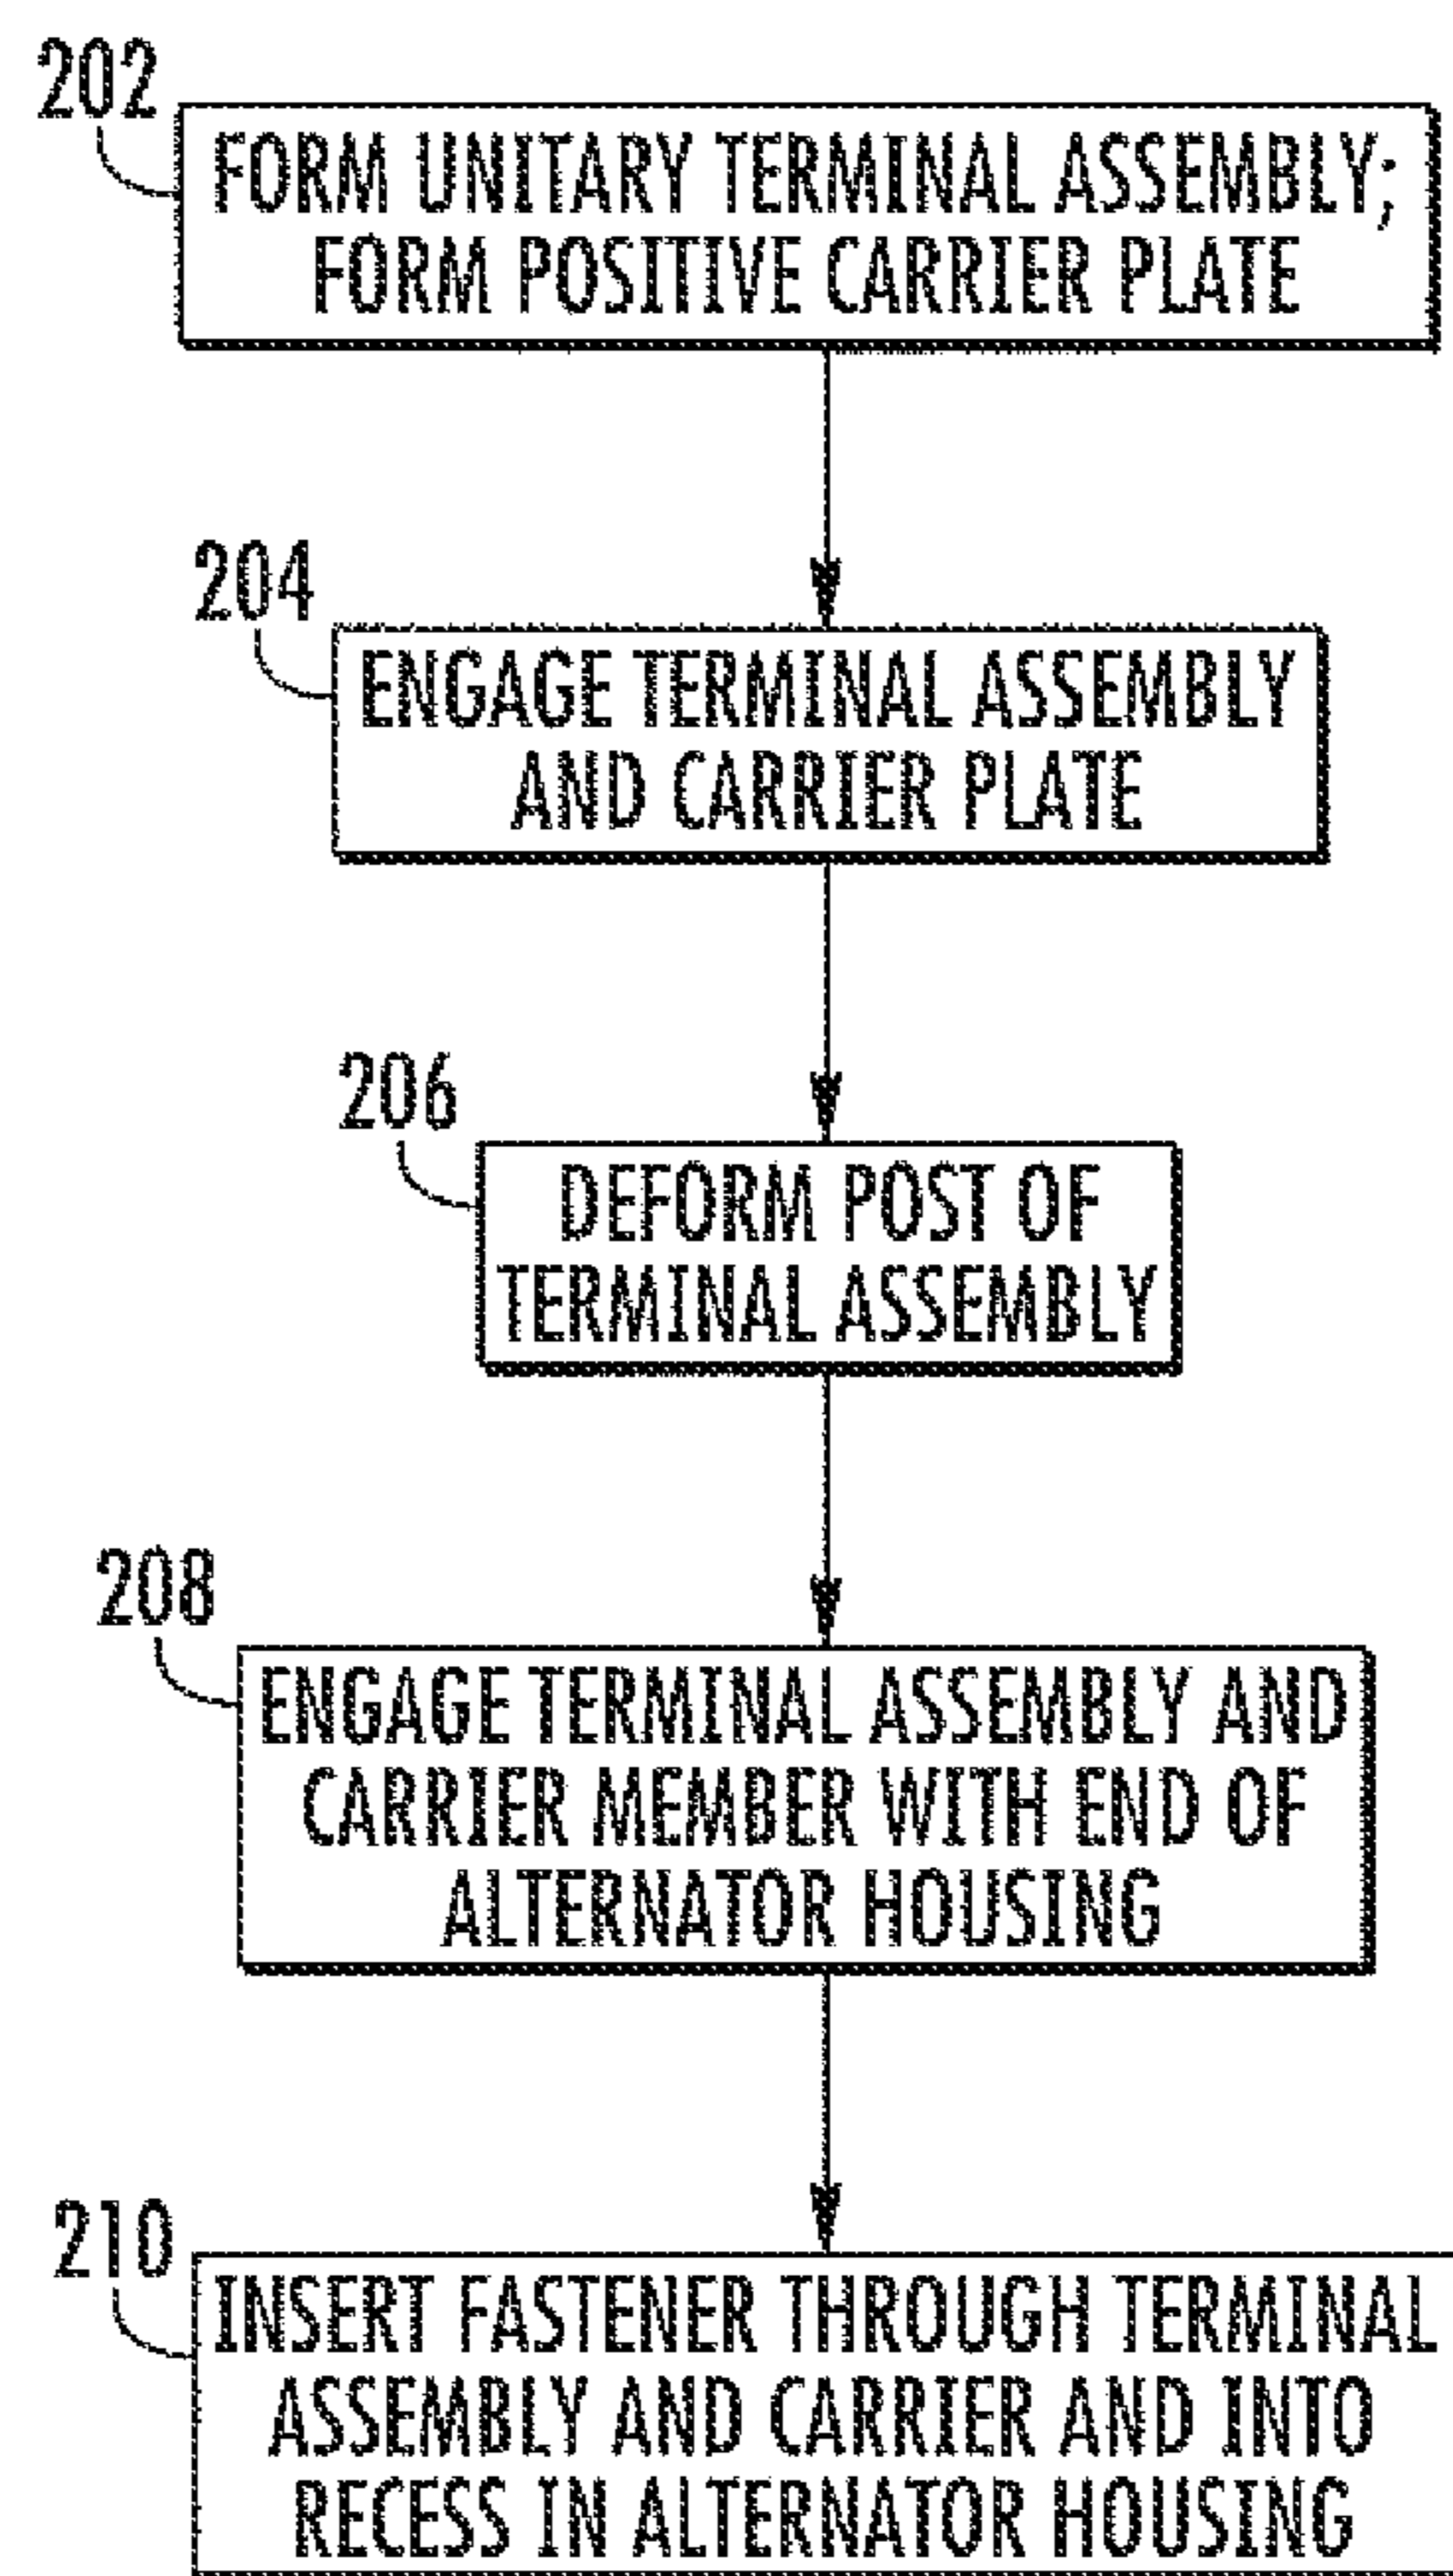 202
FORM UNITARY TERMINAL ASSEMBLY;
FORM POSITIVE CARRIER PLATE
204
ENGAGE TERMINAL ASSEMBLY
AND CARRIER PLATE
206
DEFORM POST OF
TERMINAL ASSEMBLY
208
ENGAGE TERMINAL ASSEMBLY AND
CARRIER MEMBER WITH END OF
ALTERNATOR HOUSING
210
INSERT FASTENER THROUGH TERMINAL
ASSEMBLY AND CARRIER AND INTO
RECESS IN ALTERNATOR HOUSING